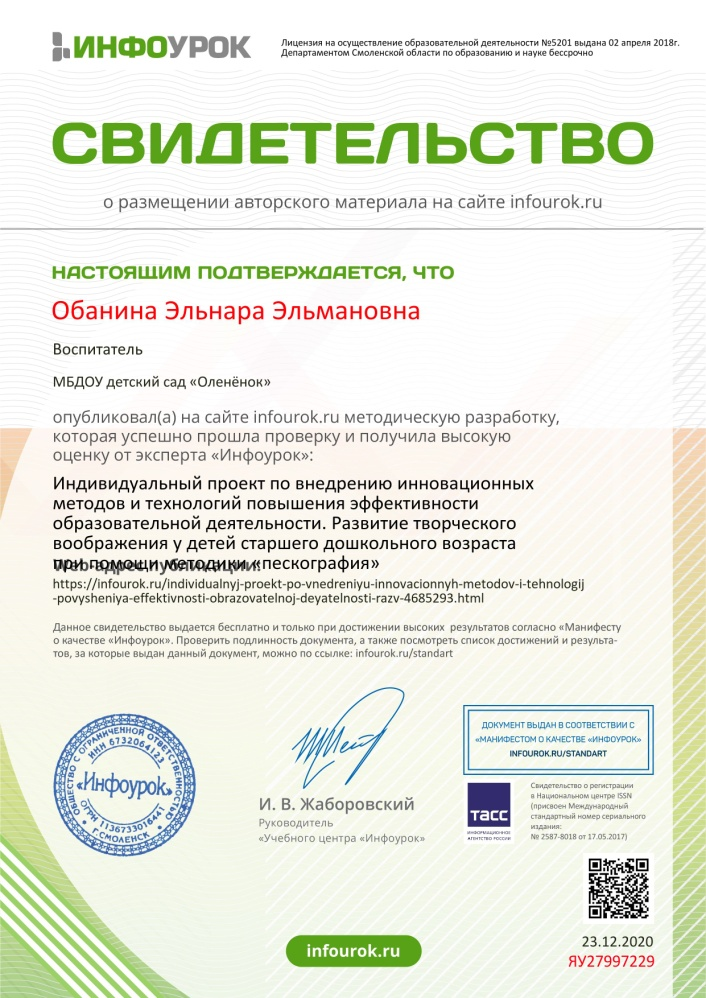 ИНФОУРОК
Лицензия на осуществление образовательной деятельности №5201 выдана 02 апреля 2018г.
Департаментом Смоленской области по образованию и науке бессрочно
СВИДЕТЕЛЬСТВО
о размещении авторского материала на сайте infourok.ru
НАСТОЯЩИМ ПОДТВЕРЖДАЕТСЯ, ЧТО
Обанина Эльнара Эльмановна
Воспитатель
МБДОУ детский сад «Оленёнок»
опубликовал(а) на сайте infourok.ru методическую разработку,
которая успешно прошла проверку и получила высокую
оценку от эксперта «Инфоурок»:
Индивидуальный проект по внедрению инновационных
методов и технологий повышения эффективности
образовательной деятельности. Развитие творческого
воображения у детей старшего дошкольного возраста
при помощи методики «пескография»
Web-адрес публикации:
https://infourok.ru/individualnyj-proekt-po-vnedreniyu-innovacionnyh-metodov-i-tehnologij
-povysheniya-effektivnosti-obrazovatelnoj-deyatelnosti-razv-4685293.html
Данное свидетельство выдается бесплатно и только при достижении высоких результатов согласно «Манифесту
о качестве «Инфоурок». Проверить подлинность документа, а также посмотреть список достижений и результа-
тов, за которые выдан данный документ, можно по ссылке: infourok.ru/standart
ОБЩЕСТВО С ОГРАНИЧЕННОЙ ОТВЕТСТВЕННОСТЬЮ
ИНН 6732064123
«Инфоурок»
ОГРН 1136733016441
Г.СМОЛЕНСК
И. В. Жаборовский
Руководитель
«Учебного центра «Инфоурок»
ДОКУМЕНТ ВЫДАН В СООТВЕТСТВИИ С
«МАНИФЕСТОМ О КАЧЕСТВЕ «ИНФОУРОК»
INFOUROK.RU/STANDART
ТАСС
ИНФОРМАЦИОННОЕ
АГЕНТСТВО РОССИИ
Свидетельство о регистрации
в Национальном центре ISSN
(присвоен Международный
стандартный номер сериального
издания:
№ 2587-8018 от 17.05.2017)
23.12.2020
ЯУ27997229
infourok.ru